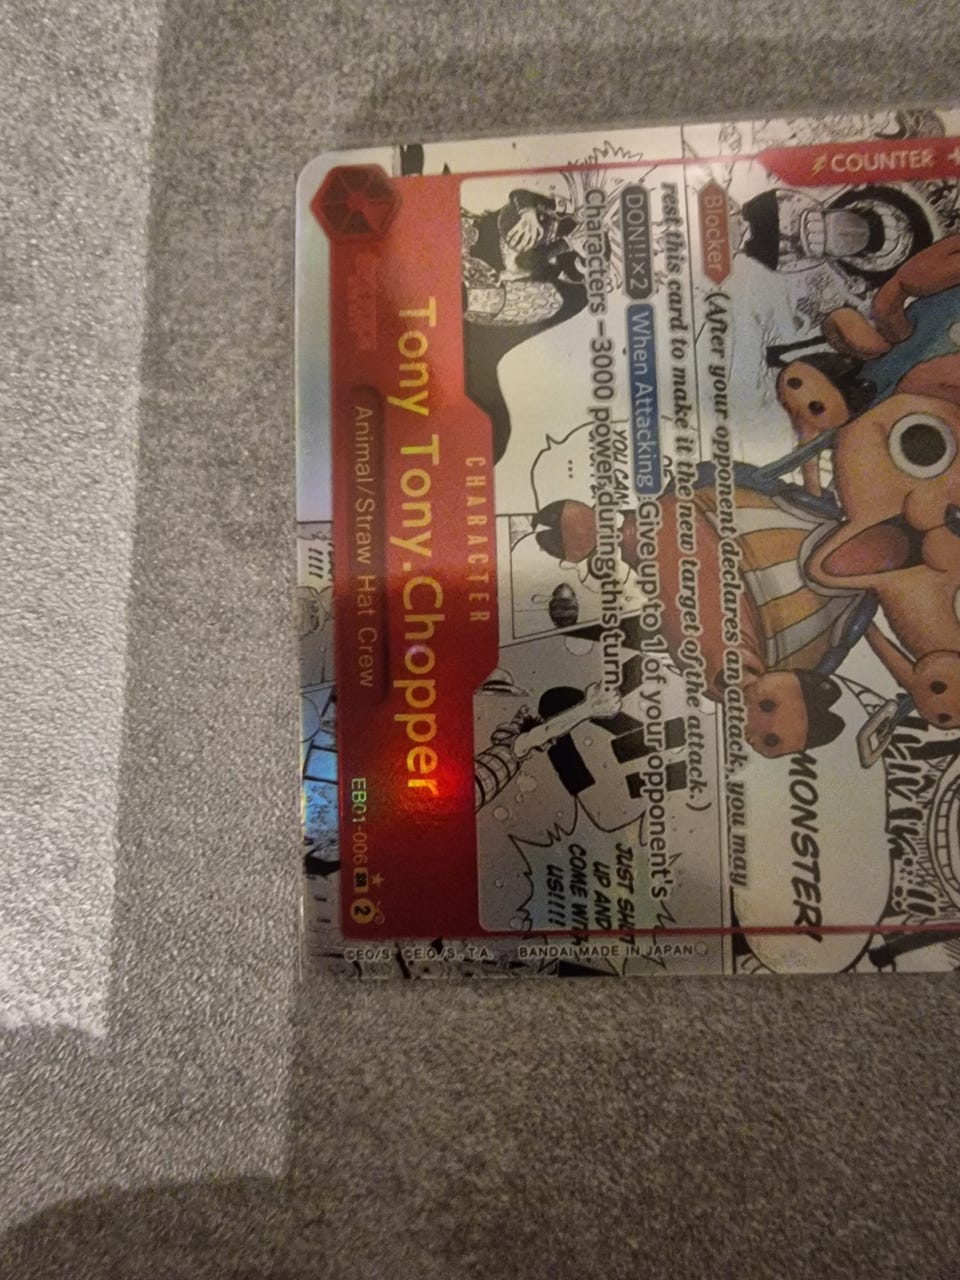 COUNTER +
MONSTER
Blocker (After your opponent declares an attack, you may
rest this card to make it the new target of the attack.)
DON!!×2 When Attacking Give up to 1 of your opponent's
Characters −3000 power during this turn.
YOU CAN
...
!!
JUST SHUT
UP AND
COME WITH
US!!!!
CHARACTER
Tony Tony.Chopper
Animal/Straw Hat Crew
EB01-006 SR 2
!!!!
©EO/S ©E.O./S.,T.A. BANDAI MADE IN JAPAN